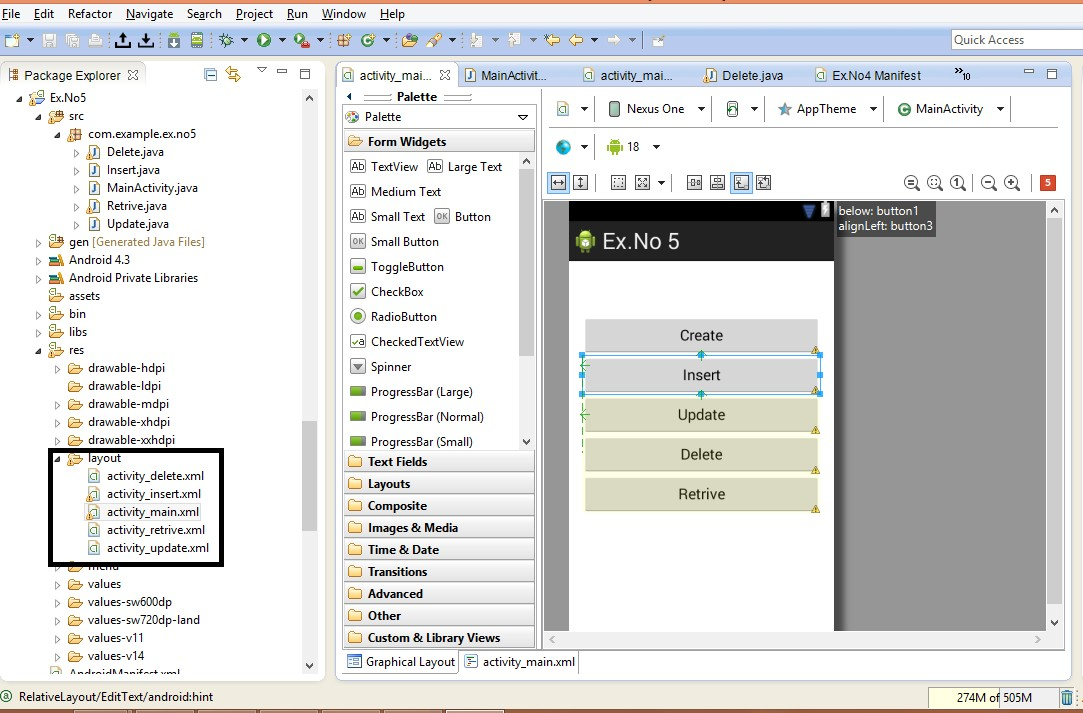 File Edit Refactor Navigate Search Project Run Window Help
Quick Access
Package Explorer
Ex.No5
src
com.example.ex.no5
Delete.java
Insert.java
MainActivity.java
Retrive.java
Update.java
gen [Generated Java Files]
Android 4.3
Android Private Libraries
assets
bin
libs
res
drawable-hdpi
drawable-ldpi
drawable-mdpi
drawable-xhdpi
drawable-xxhdpi
layout
activity_delete.xml
activity_insert.xml
activity_main.xml
activity_retrive.xml
activity_update.xml
menu
values
values-sw600dp
values-sw720dp-land
values-v11
values-v14
AndroidManifest.xml
activity_mai... MainActivit... activity_mai... Delete.java Ex.No4 Manifest »10
Palette
Palette
Form Widgets
Ab TextView Ab Large Text
Ab Medium Text
Ab Small Text OK Button
OK Small Button
ToggleButton
CheckBox
RadioButton
CheckedTextView
Spinner
ProgressBar (Large)
ProgressBar (Normal)
ProgressBar (Small)
Text Fields
Layouts
Composite
Images & Media
Time & Date
Transitions
Advanced
Other
Custom & Library Views
Graphical Layout activity_main.xml
Nexus One AppTheme MainActivity
18
5
below: button1
alignLeft: button3
Ex.No 5
Create
Insert
Update
Delete
Retrive
RelativeLayout/EditText/android:hint
274M of 505M